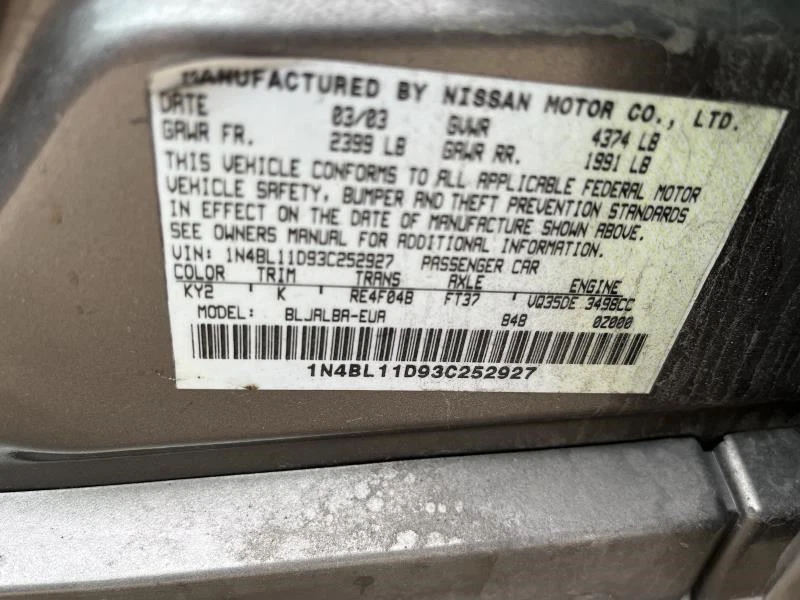 MANUFACTURED BY NISSAN MOTOR CO., LTD.
DATE 03/03 GVWR 4374 LB
GAWR FR. 2399 LB GAWR RR. 1991 LB
THIS VEHICLE CONFORMS TO ALL APPLICABLE FEDERAL MOTOR
VEHICLE SAFETY, BUMPER AND THEFT PREVENTION STANDARDS
IN EFFECT ON THE DATE OF MANUFACTURE SHOWN ABOVE.
SEE OWNERS MANUAL FOR ADDITIONAL INFORMATION.
VIN: 1N4BL11D93C252927 PASSENGER CAR
COLOR TRIM TRANS AXLE ENGINE
KY2 K RE4F04B FT37 VQ35DE 3498CC
MODEL: BLJALBA-EUA B4B 0Z000
1N4BL11D93C252927